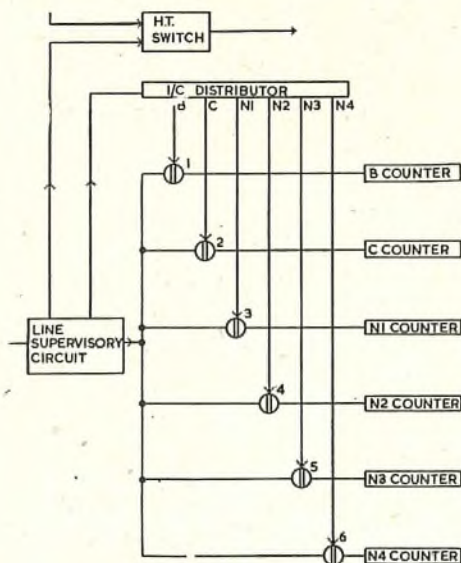 H.T.
SWITCH
I/C DISTRIBUTOR
B C N1 N2 N3 N4
1
B COUNTER
2
C COUNTER
3
N1 COUNTER
LINE
SUPERVISORY
CIRCUIT
4
N2 COUNTER
5
N3 COUNTER
6
N4 COUNTER